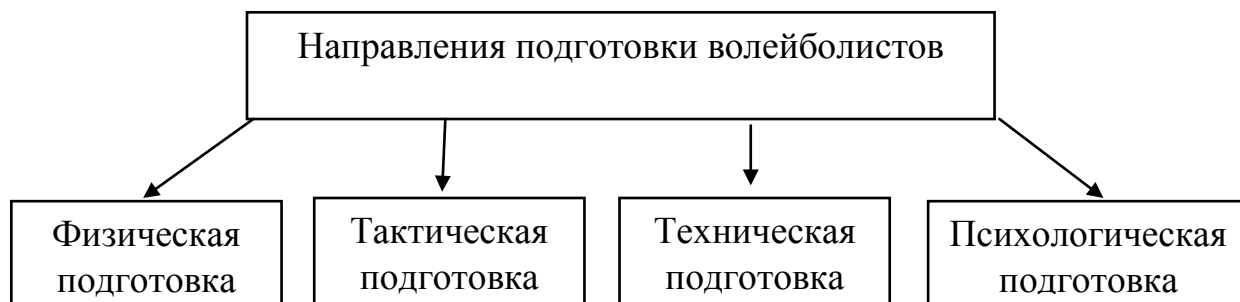 Направления подготовки волейболистов
Физическая
подготовка
Тактическая
подготовка
Техническая
подготовка
Психологическая
подготовка